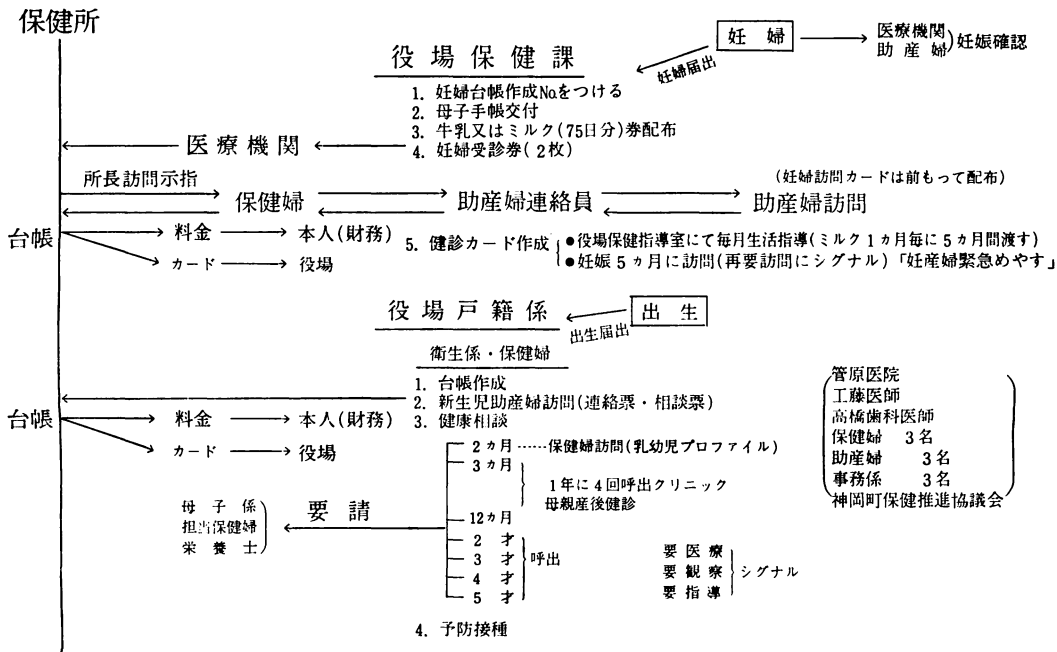 保健所
妊婦
医療機関
助産婦
妊娠確認
妊婦届出
役場保健課
1. 妊婦台帳作成No.をつける
2. 母子手帳交付
3. 牛乳又はミルク(75日分)券配布
4. 妊婦受診券(2枚)
医療機関
所長訪問示指
(妊婦訪問カードは前もって配布)
保健婦
助産婦連絡員
助産婦訪問
台帳
料金
本人(財務)
カード
役場
5. 健診カード作成
●役場保健指導室にて毎月生活指導(ミルク1ヵ月毎に5ヵ月間渡す)
●妊娠5ヵ月に訪問(再要訪問にシグナル)「妊産婦緊急めやす」
役場戸籍係
出生
出生届出
衛生係・保健婦
1. 台帳作成
2. 新生児助産婦訪問(連絡票・相談票)
3. 健康相談
台帳
料金
本人(財務)
カード
役場
2ヵ月……保健婦訪問(乳幼児プロファイル)
3ヵ月
1年に4回呼出クリニック
母親産後健診
12ヵ月
2才
3才
4才
5才
呼出
要請
母子係
担当保健婦
栄養士
4. 予防接種
管原医院
工藤医師
高橋歯科医師
保健婦 3名
助産婦 3名
事務係 3名
神岡町保健推進協議会
要医療
要観察
要指導
シグナル